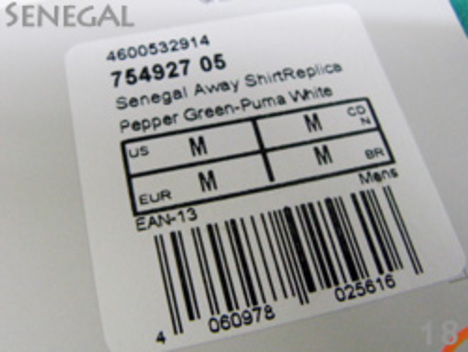 SENEGAL
4600532914
754927 05
Senegal Away ShirtReplica
Pepper Green-Puma White
US M M CDN
EUR M M BR
Mens
EAN-13
4 060978 025616
18